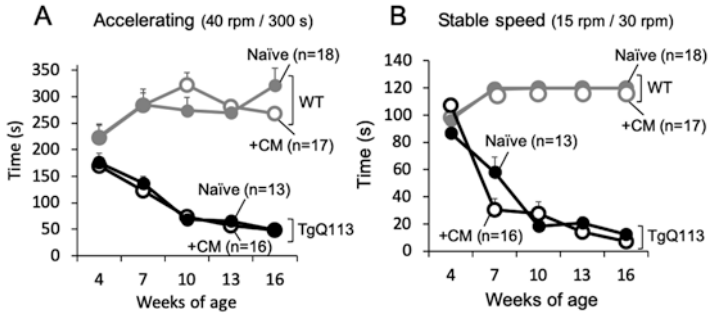 A
Accelerating (40 rpm / 300 s)
Time (s)
350
300
250
200
150
100
50
0
Naïve (n=18)
WT
+CM (n=17)
Naïve (n=13)
TgQ113
+CM (n=16)
4 7 10 13 16
Weeks of age
B
Stable speed (15 rpm / 30 rpm)
Time (s)
140
120
100
80
60
40
20
0
Naïve (n=18)
WT
+CM (n=17)
Naïve (n=13)
+CM (n=16)
TgQ113
4 7 10 13 16
Weeks of age